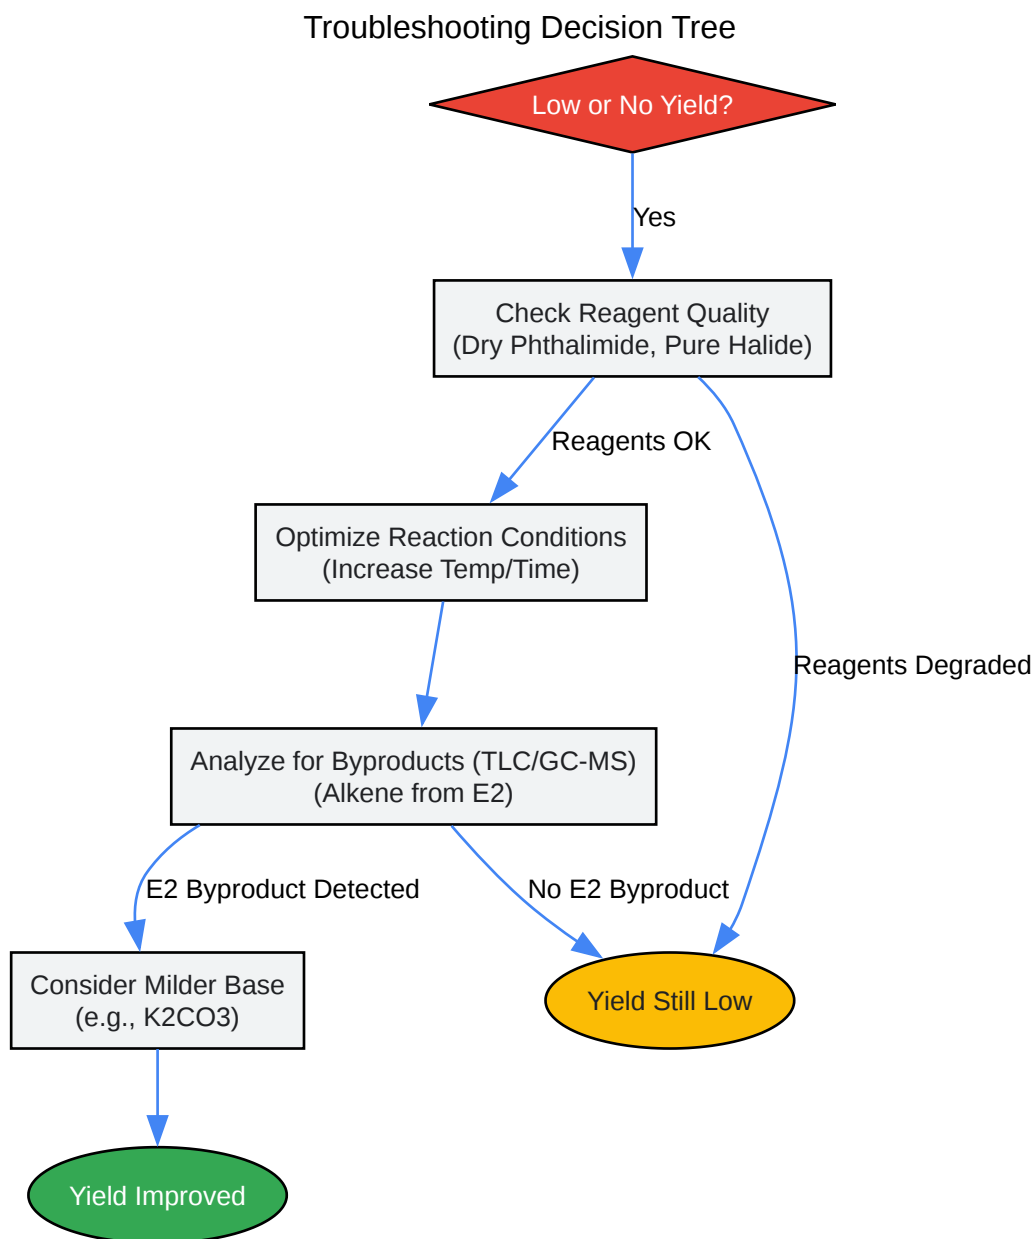 Troubleshooting Decision Tree
Low or No Yield?
Yes
Check Reagent Quality
(Dry Phthalimide, Pure Halide)
Reagents OK
Optimize Reaction Conditions
(Increase Temp/Time)
Reagents Degraded
Analyze for Byproducts (TLC/GC-MS)
(Alkene from E2)
E2 Byproduct Detected
No E2 Byproduct
Consider Milder Base
(e.g., K2CO3)
Yield Still Low
Yield Improved